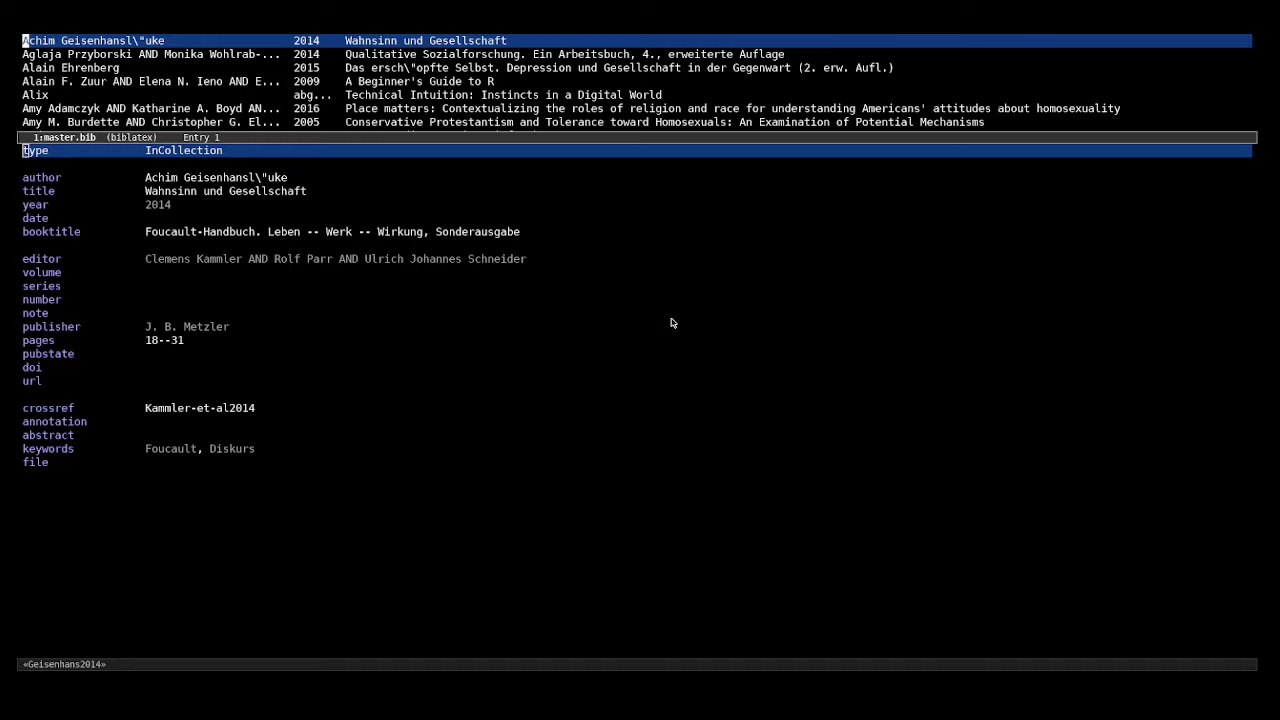 Achim Geisenhansl\"uke 2014 Wahnsinn und Gesellschaft
Aglaja Przyborski AND Monika Wohlrab-... 2014 Qualitative Sozialforschung. Ein Arbeitsbuch, 4., erweiterte Auflage
Alain Ehrenberg 2015 Das ersch\"opfte Selbst. Depression und Gesellschaft in der Gegenwart (2. erw. Aufl.)
Alain F. Zuur AND Elena N. Ieno AND E... 2009 A Beginner's Guide to R
Alix abg... Technical Intuition: Instincts in a Digital World
Amy Adamczyk AND Katharine A. Boyd AN... 2016 Place matters: Contextualizing the roles of religion and race for understanding Americans' attitudes about homosexuality
Amy M. Burdette AND Christopher G. El... 2005 Conservative Protestantism and Tolerance toward Homosexuals: An Examination of Potential Mechanisms
1:master.bib (biblatex) Entry 1
type InCollection
author Achim Geisenhansl\"uke
title Wahnsinn und Gesellschaft
year 2014
date
booktitle Foucault-Handbuch. Leben -- Werk -- Wirkung, Sonderausgabe
editor Clemens Kammler AND Rolf Parr AND Ulrich Johannes Schneider
volume
series
number
note
publisher J. B. Metzler
pages 18--31
pubstate
doi
url
crossref Kammler-et-al2014
annotation
abstract
keywords Foucault, Diskurs
file
«Geisenhans2014»